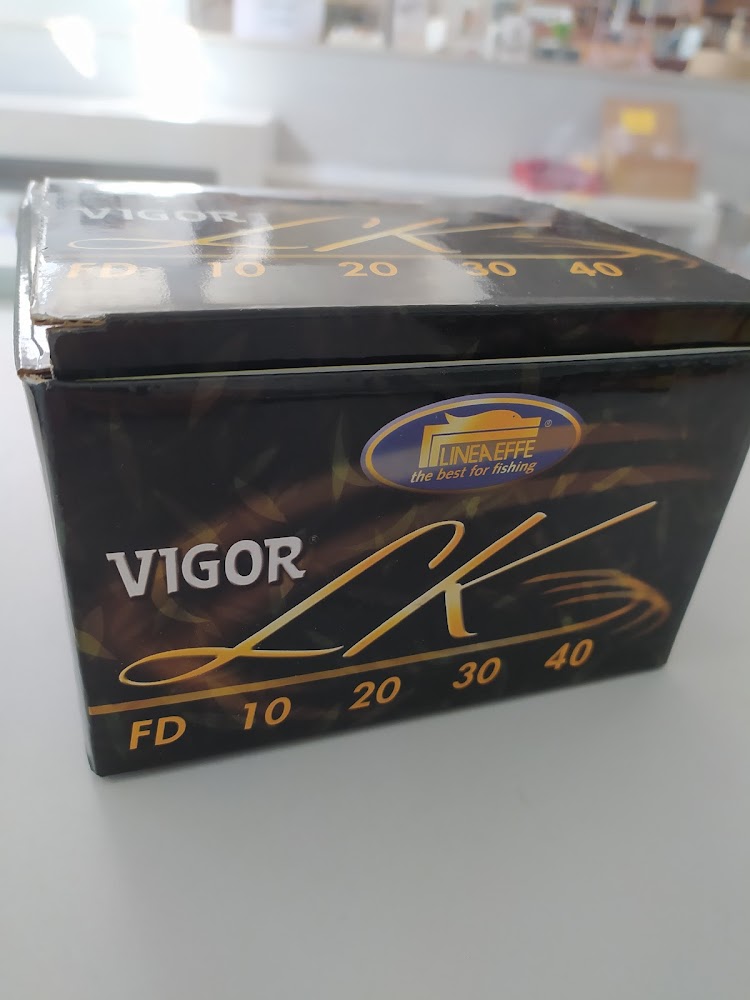 VIGOR
LK
FD 10 20 30 40
LINEAEFFE ®
the best for fishing
VIGOR
LK
FD 10 20 30 40